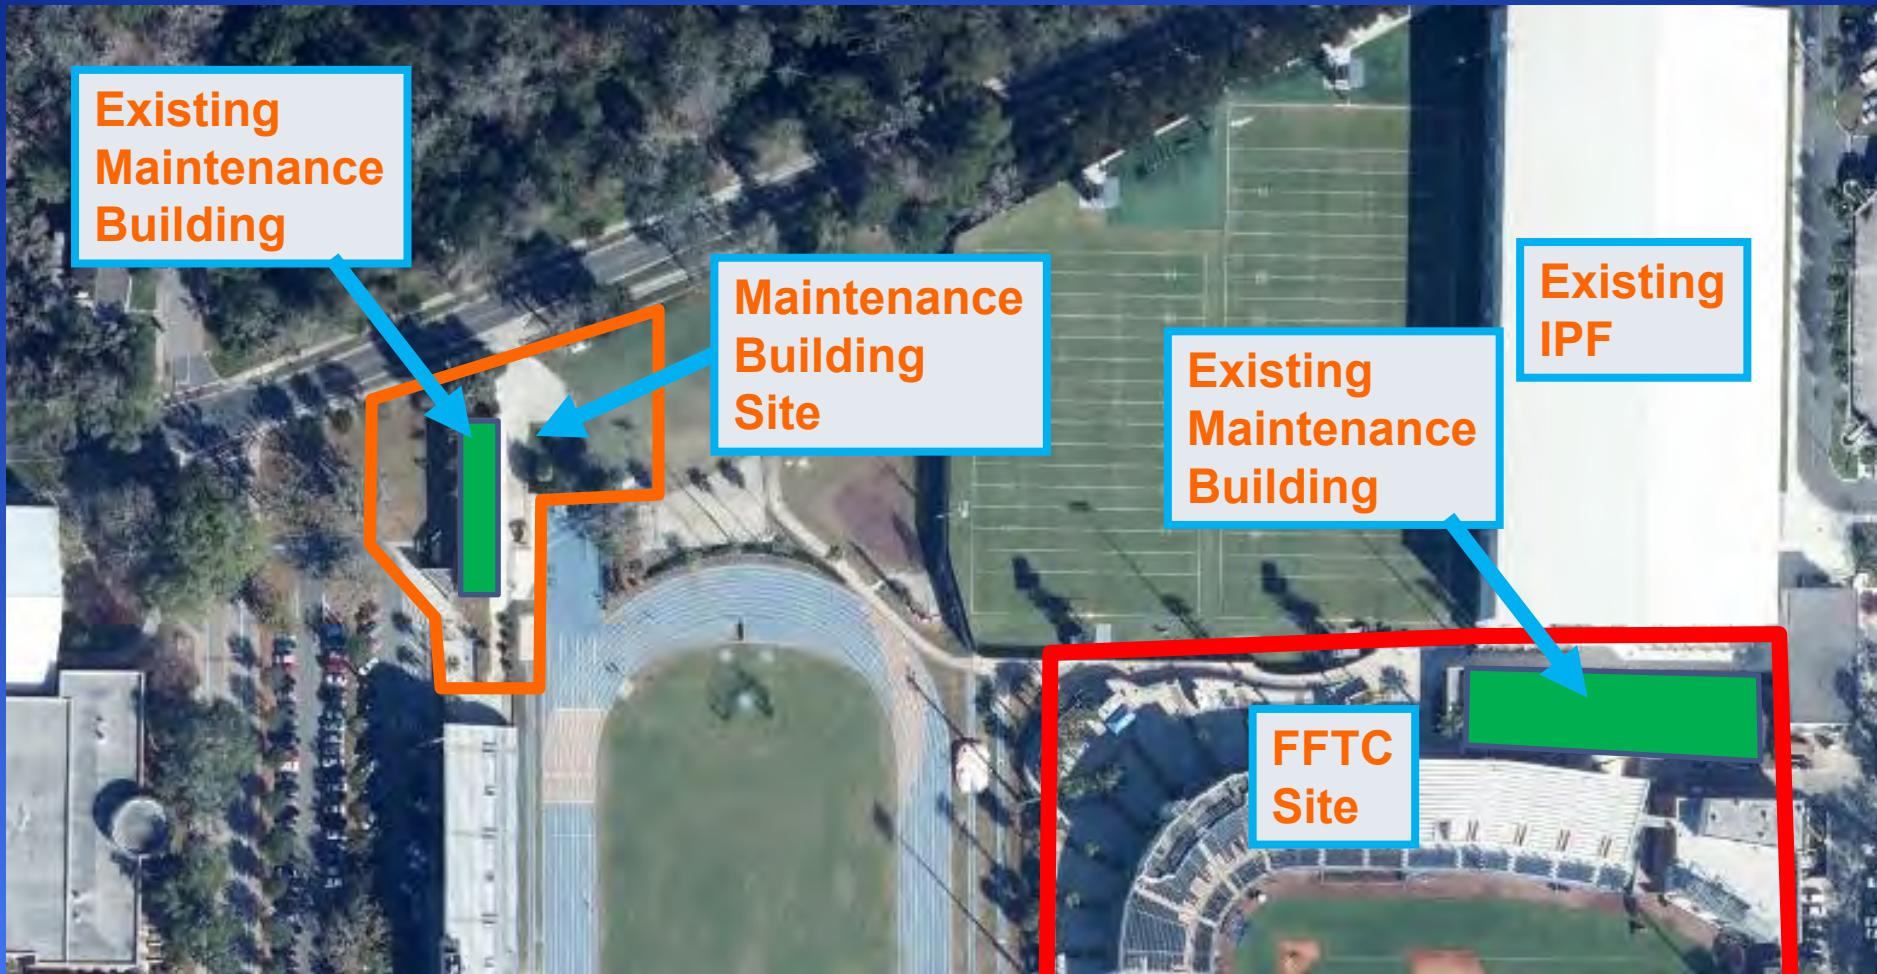 Existing
Maintenance
Building
Maintenance
Building
Site
Existing
IPF
Existing
Maintenance
Building
FFTC
Site